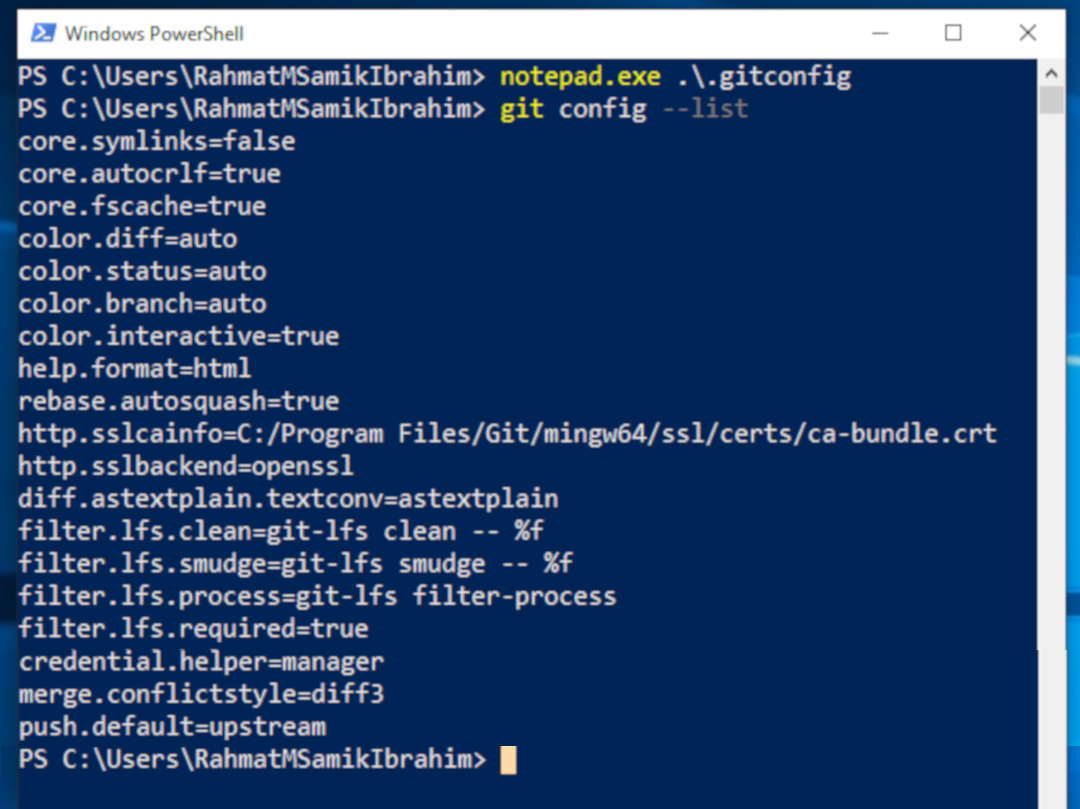 Windows PowerShell
PS C:\Users\RahmatMSamikIbrahim> notepad.exe .\.gitconfig
PS C:\Users\RahmatMSamikIbrahim> git config --list
core.symlinks=false
core.autocrlf=true
core.fscache=true
color.diff=auto
color.status=auto
color.branch=auto
color.interactive=true
help.format=html
rebase.autosquash=true
http.sslcainfo=C:/Program Files/Git/mingw64/ssl/certs/ca-bundle.crt
http.sslbackend=openssl
diff.astextplain.textconv=astextplain
filter.lfs.clean=git-lfs clean -- %f
filter.lfs.smudge=git-lfs smudge -- %f
filter.lfs.process=git-lfs filter-process
filter.lfs.required=true
credential.helper=manager
merge.conflictstyle=diff3
push.default=upstream
PS C:\Users\RahmatMSamikIbrahim>